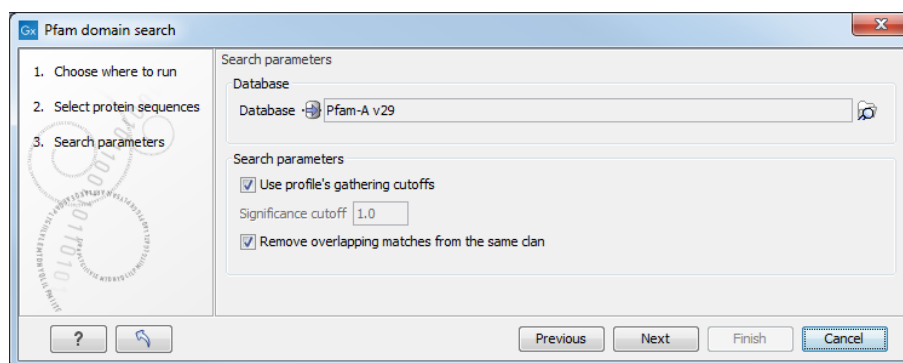 Gx Pfam domain search
Search parameters
1. Choose where to run
2. Select protein sequences
3. Search parameters
Database
Database Pfam-A v29
Search parameters
Use profile's gathering cutoffs
Significance cutoff 1.0
Remove overlapping matches from the same clan
? Previous Next Finish Cancel